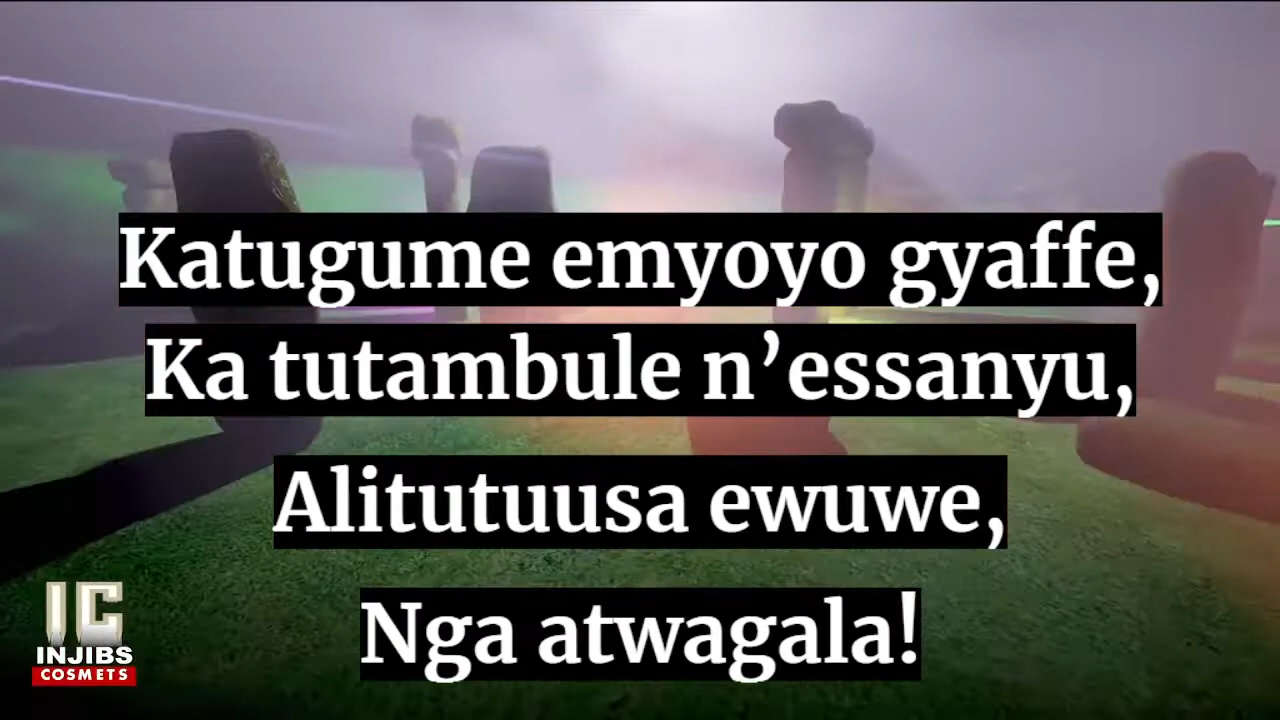 Katugume emyoyo gyaffe,
Ka tutambule n’essanyu,
Alitutuusa ewuwe,
Nga atwagala!
IC
INJIBS
COSMETS